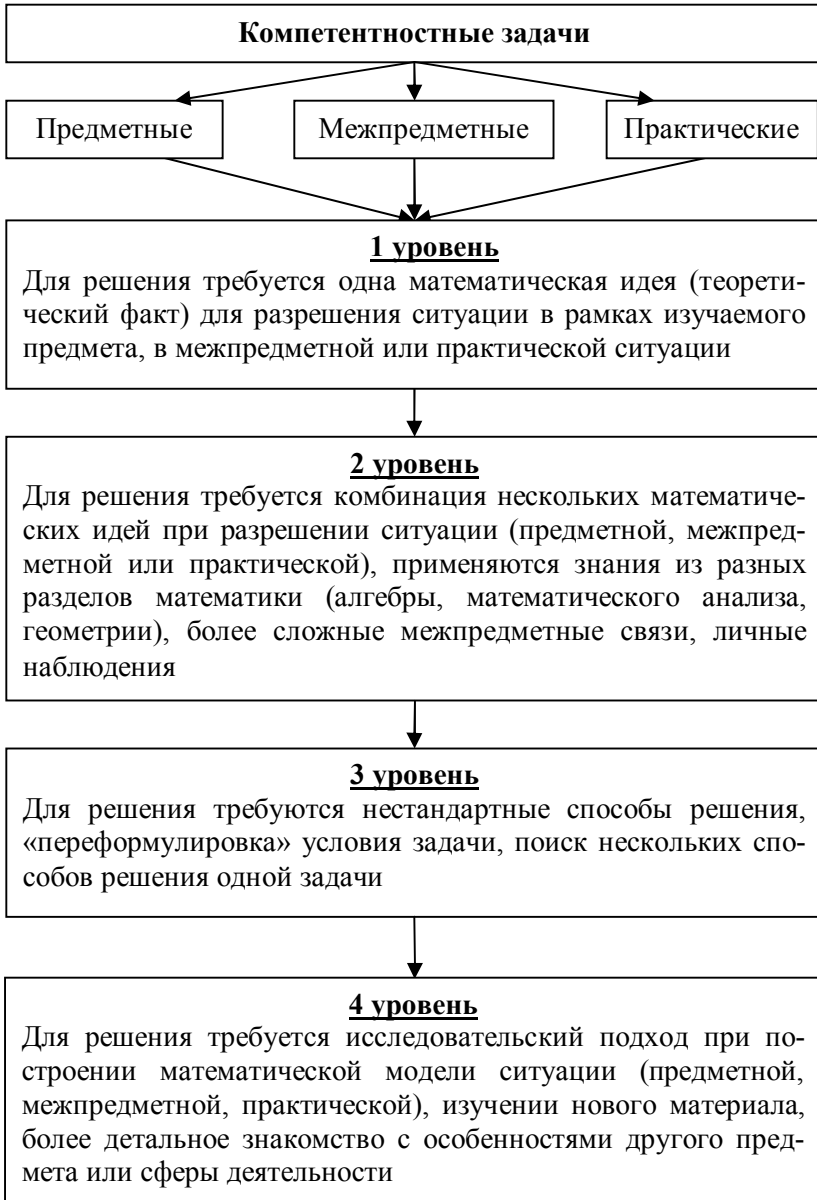 Компетентностные задачи
Предметные Межпредметные Практические
1 уровень
Для решения требуется одна математическая идея (теорети-
ческий факт) для разрешения ситуации в рамках изучаемого
предмета, в межпредметной или практической ситуации
2 уровень
Для решения требуется комбинация нескольких математиче-
ских идей при разрешении ситуации (предметной, межпред-
метной или практической), применяются знания из разных
разделов математики (алгебры, математического анализа,
геометрии), более сложные межпредметные связи, личные
наблюдения
3 уровень
Для решения требуются нестандартные способы решения,
«переформулировка» условия задачи, поиск нескольких спо-
собов решения одной задачи
4 уровень
Для решения требуется исследовательский подход при по-
строении математической модели ситуации (предметной,
межпредметной, практической), изучении нового материала,
более детальное знакомство с особенностями другого пред-
мета или сферы деятельности